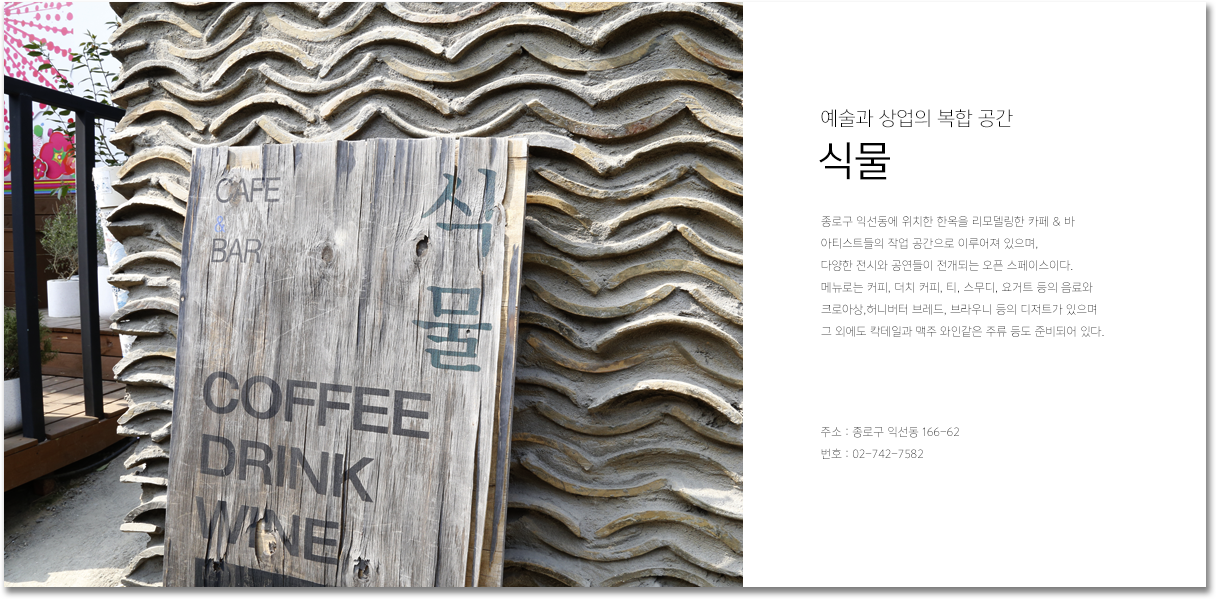 CAFE
&
BAR
식물
COFFEE
DRINK
WINE
예술과 상업의 복합 공간
식물
종로구 익선동에 위치한 한옥을 리모델링한 카페 & 바
아티스트들의 작업 공간으로 이루어져 있으며,
다양한 전시와 공연들이 전개되는 오픈 스페이스이다.
메뉴로는 커피, 더치 커피, 티, 스무디, 요거트 등의 음료와
크로아상,허니버터 브레드, 브라우니 등의 디저트가 있으며
그 외에도 칵테일과 맥주 와인같은 주류 등도 준비되어 있다.
주소 : 종로구 익선동 166-62
번호 : 02-742-7582